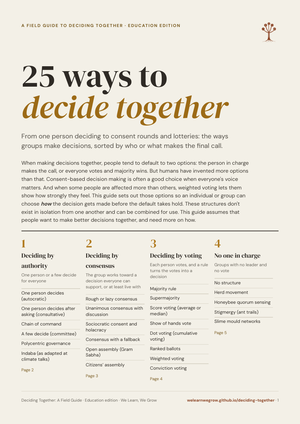 A FIELD GUIDE TO DECIDING TOGETHER · EDUCATION EDITION
25 ways to
decide together
From one person deciding to consent rounds and lotteries: the ways
groups make decisions, sorted by who or what makes the final call.
When making decisions together, people tend to default to two options: the person in charge
makes the call, or everyone votes and majority wins. But humans have invented more options
than that. Consent-based decision making is often a good choice when everyone's voice
matters. And when some people are affected more than others, weighted voting lets them
show how strongly they feel. This guide sets out those options so an individual or group can
choose how the decision gets made before the default takes hold. These structures don't
exist in isolation from one another and can be combined for use. This guide assumes that
people want to make better decisions together, and need more on how.
1
Deciding by
authority
One person or a few decide
for everyone
One person decides
(autocratic)
One person decides after
asking (consultative)
Chain of command
A few decide (committee)
Polycentric governance
Indaba (as adapted at
climate talks)
Page 2
2
Deciding by
consensus
The group works toward a
decision everyone can
support, or at least live with
Rough or lazy consensus
Unanimous consensus with
discussion
Sociocratic consent and
holacracy
Consensus with a fallback
Open assembly (Gram
Sabha)
Citizens' assembly
Page 3
3
Deciding by voting
Each person votes, and a rule
turns the votes into a
decision
Majority rule
Supermajority
Score voting (average or
median)
Show of hands vote
Dot voting (cumulative
voting)
Ranked ballots
Weighted voting
Conviction voting
Page 4
4
No one in charge
Groups with no leader and
no vote
No structure
Herd movement
Honeybee quorum sensing
Stigmergy (ant trails)
Slime mould networks
Page 5
Deciding Together: A Field Guide · Education edition · We Learn, We Grow
welearnwegrow.github.io/deciding-together · 1